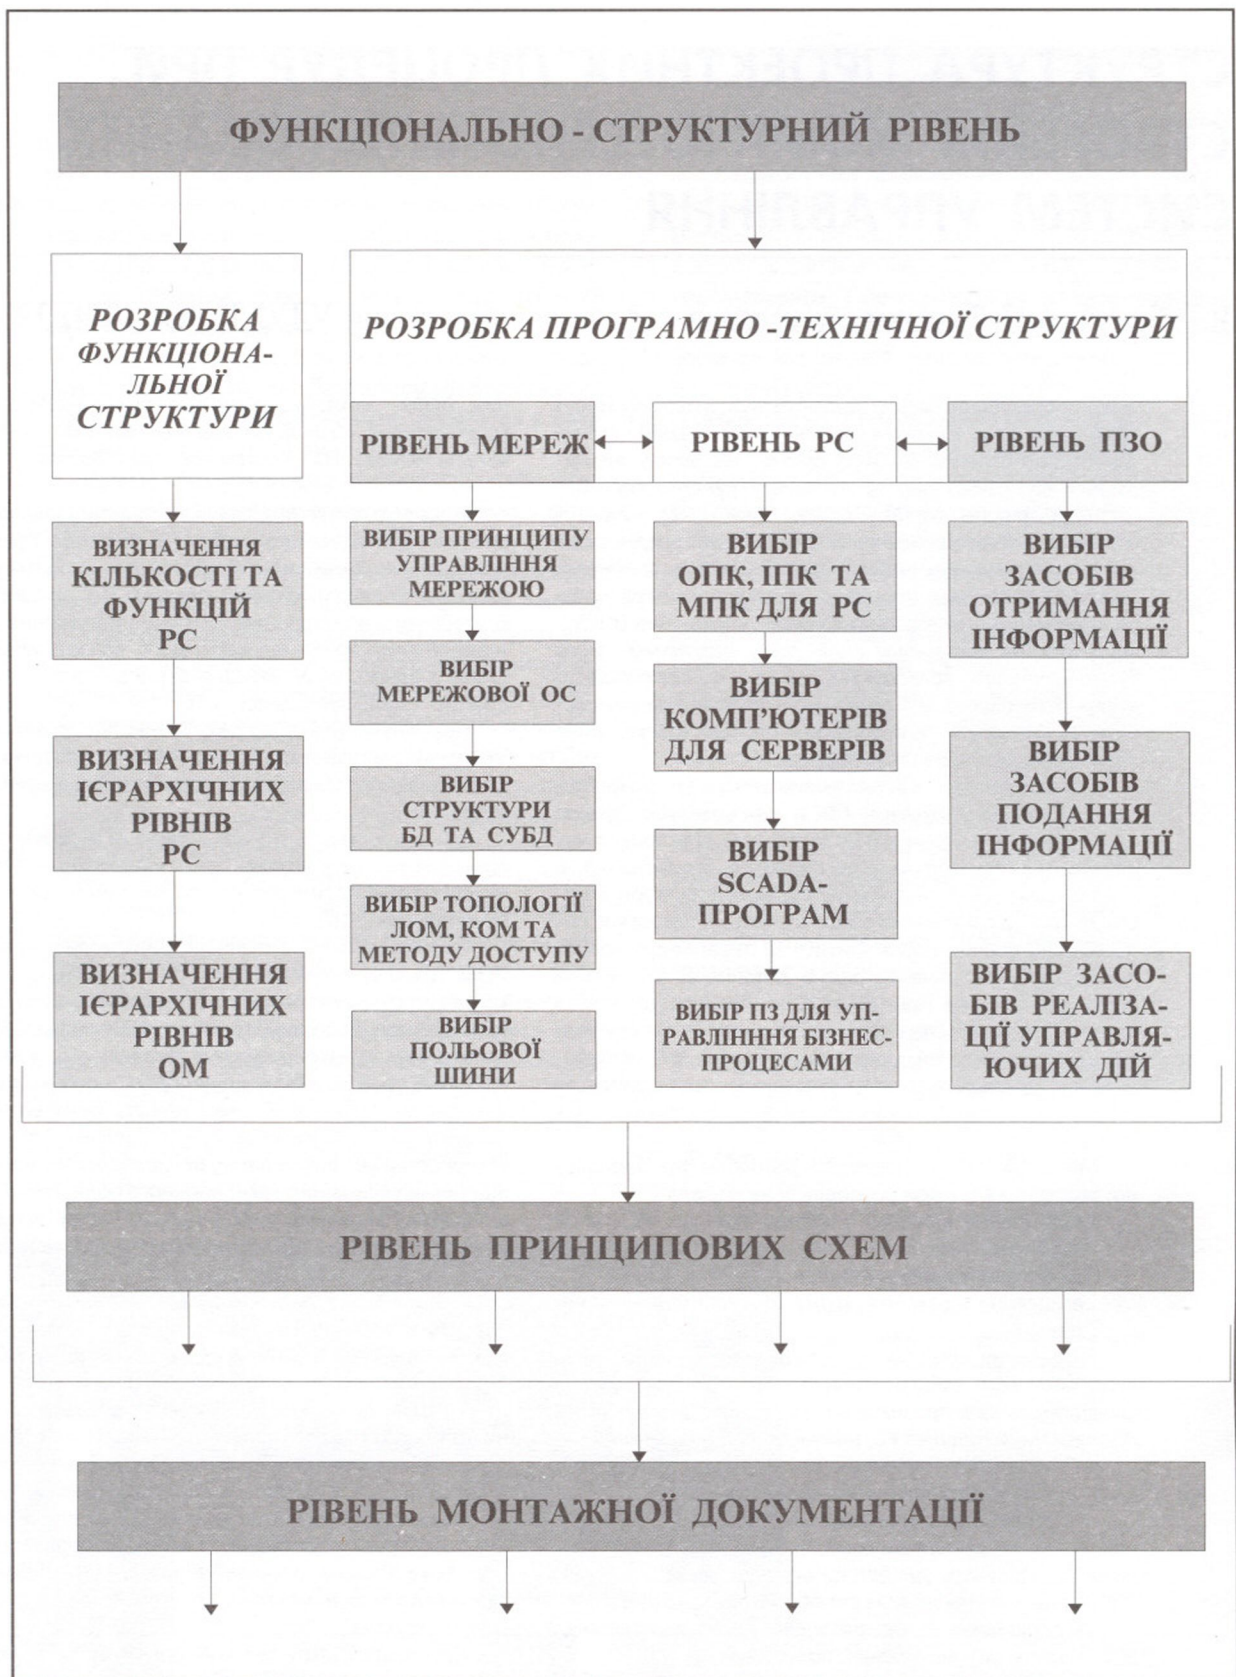 ФУНКЦІОНАЛЬНО - СТРУКТУРНИЙ РІВЕНЬ
РОЗРОБКА
ФУНКЦІОНА-
ЛЬНОЇ
СТРУКТУРИ
РОЗРОБКА ПРОГРАМНО -ТЕХНІЧНОЇ СТРУКТУРИ
РІВЕНЬ МЕРЕЖ
РІВЕНЬ РС
РІВЕНЬ ПЗО
ВИЗНАЧЕННЯ
КІЛЬКОСТІ ТА
ФУНКЦІЙ
РС
ВИЗНАЧЕННЯ
ІЄРАРХІЧНИХ
РІВНІВ
РС
ВИЗНАЧЕННЯ
ІЄРАРХІЧНИХ
РІВНІВ
ОМ
ВИБІР ПРИНЦИПУ
УПРАВЛІННЯ
МЕРЕЖОЮ
ВИБІР
МЕРЕЖОВОЇ ОС
ВИБІР
СТРУКТУРИ
БД ТА СУБД
ВИБІР ТОПОЛОГІЇ
ЛОМ, КОМ ТА
МЕТОДУ ДОСТУПУ
ВИБІР
ПОЛЬОВОЇ
ШИНИ
ВИБІР
ОПК, ІПК ТА
МПК ДЛЯ РС
ВИБІР
КОМП'ЮТЕРІВ
ДЛЯ СЕРВЕРІВ
ВИБІР
SCADA-
ПРОГРАМ
ВИБІР ПЗ ДЛЯ УП-
РАВЛІНННЯ БІЗНЕС-
ПРОЦЕСАМИ
ВИБІР
ЗАСОБІВ
ОТРИМАННЯ
ІНФОРМАЦІЇ
ВИБІР
ЗАСОБІВ
ПОДАННЯ
ІНФОРМАЦІЇ
ВИБІР ЗАСО-
БІВ РЕАЛІЗА-
ЦІЇ УПРАВЛЯ-
ЮЧИХ ДІЙ
РІВЕНЬ ПРИНЦИПОВИХ СХЕМ
РІВЕНЬ МОНТАЖНОЇ ДОКУМЕНТАЦІЇ